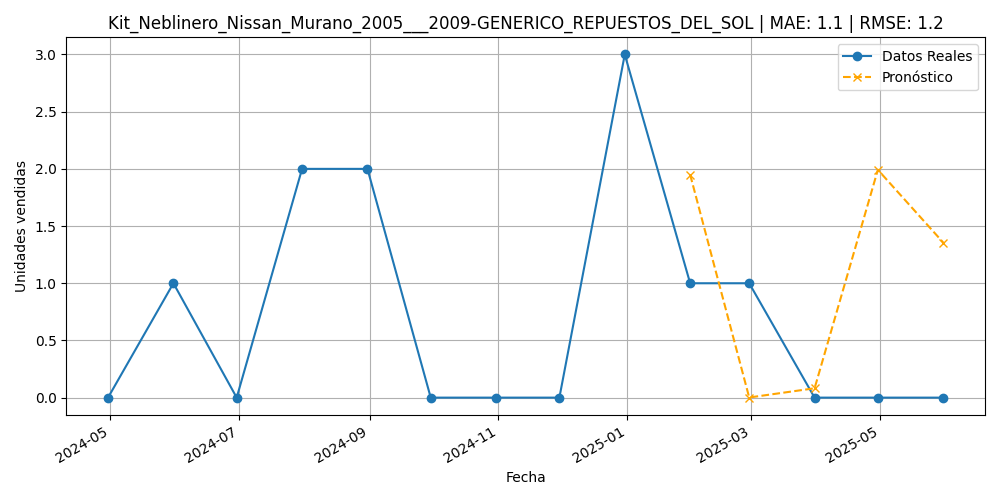 Kit_Neblinero_Nissan_Murano_2005___2009-GENERICO_REPUESTOS_DEL_SOL | MAE: 1.1 | RMSE: 1.2
Datos Reales
Pronóstico
Unidades vendidas
3.0
2.5
2.0
1.5
1.0
0.5
0.0
2024-05
2024-07
2024-09
2024-11
2025-01
2025-03
2025-05
Fecha